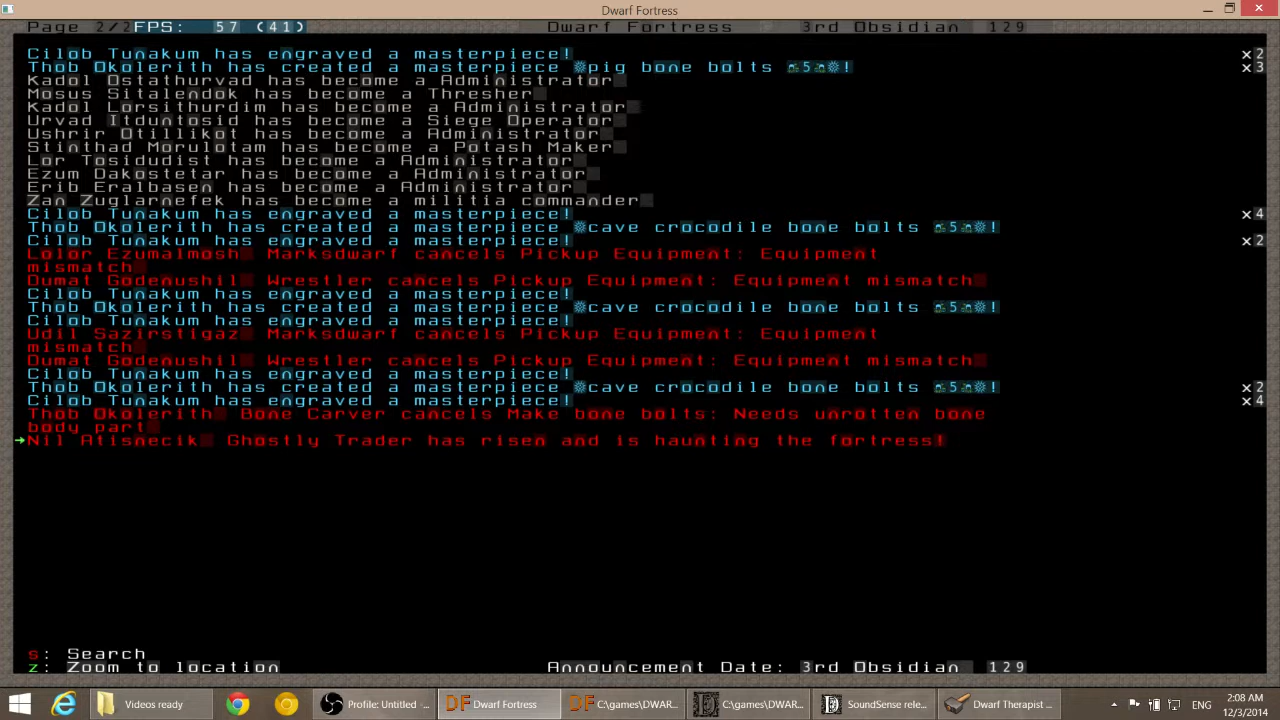 Dwarf Fortress
Page 2/2 FPS: 57 (41) Dwarf Fortress 3rd Obsidian 129
Cilob Tunakum has engraved a masterpiece! x2
Thob Okolerith has created a masterpiece ☼pig bone bolts 5☼! x3
Kadol Ostathurvad has become a Administrator
Mosus Sitalendok has become a Thresher
Kadol Lorsithurdim has become a Administrator
Urvad Itduntosid has become a Siege Operator
Ushrir Otillikot has become a Administrator
Stinthad Morulotam has become a Potash Maker
Lor Tosidudist has become a Administrator
Ezum Dakostetar has become a Administrator
Erib Eralbasen has become a Administrator
Zan Zuglarnefek has become a militia commander
Cilob Tunakum has engraved a masterpiece! x4
Thob Okolerith has created a masterpiece ☼cave crocodile bone bolts 5☼!
Cilob Tunakum has engraved a masterpiece! x2
Lolor Ezumalmosh Marksdwarf cancels Pickup Equipment: Equipment
mismatch
Dumat Godenushil Wrestler cancels Pickup Equipment: Equipment mismatch
Cilob Tunakum has engraved a masterpiece!
Thob Okolerith has created a masterpiece ☼cave crocodile bone bolts 5☼!
Cilob Tunakum has engraved a masterpiece!
Udil Sazirstigaz Marksdwarf cancels Pickup Equipment: Equipment
mismatch
Dumat Godenushil Wrestler cancels Pickup Equipment: Equipment mismatch
Cilob Tunakum has engraved a masterpiece!
Thob Okolerith has created a masterpiece ☼cave crocodile bone bolts 5☼! x2
Cilob Tunakum has engraved a masterpiece! x4
Thob Okolerith Bone Carver cancels Make bone bolts: Needs unrotten bone
body part
Nil Atisnecik Ghostly Trader has risen and is haunting the fortress!
s: Search
z: Zoom to location Announcement Date: 3rd Obsidian 129
Videos ready Profile: Untitled -... Dwarf Fortress C:\games\DWAR... C:\games\DWAR... SoundSense rele... Dwarf Therapist ... ENG 2:08 AM
12/3/2014